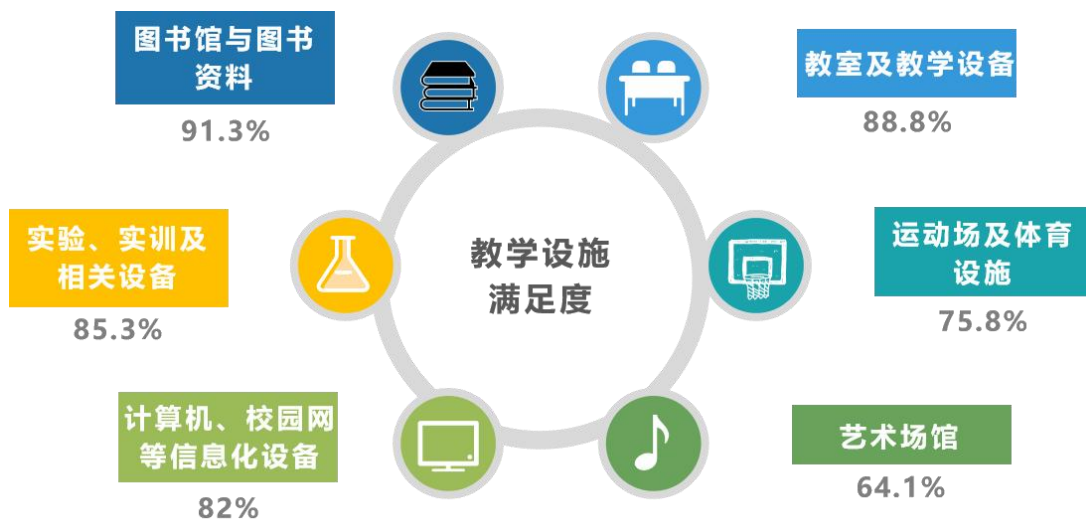 图书馆与图书
资料
91.3%
教室及教学设备
88.8%
实验、实训及
相关设备
85.3%
教学设施
满足度
运动场及体育
设施
75.8%
计算机、校园网
等信息化设备
82%
艺术场馆
64.1%